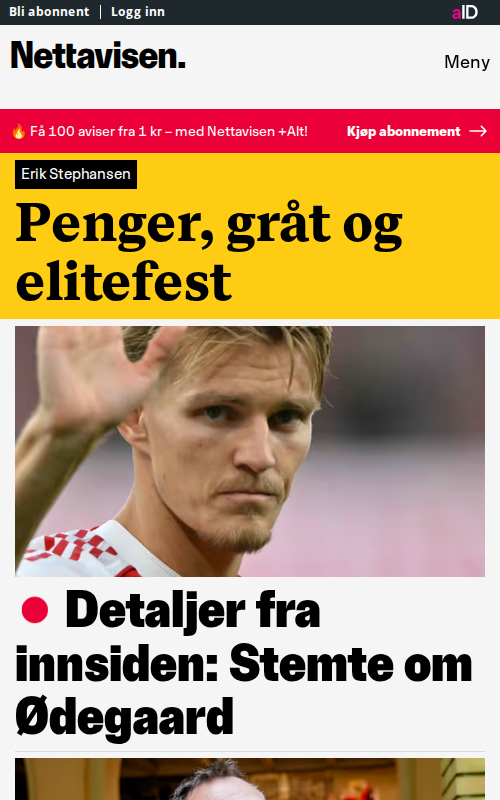 Bli abonnent
Logg inn
aID
Nettavisen.
Meny
🔥 Få 100 aviser fra 1 kr – med Nettavisen +Alt!
Kjøp abonnement →
Erik Stephansen
Penger, gråt og
elitefest
Detaljer fra
innsiden: Stemte om
Ødegaard